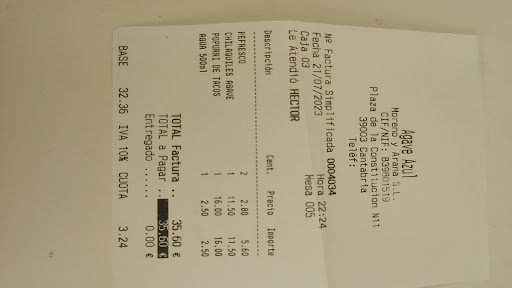 Agave Azul
Moreno y Arana S.L.
CIF/NIF: B39801519
Plaza de la Constitucion N11
39003 Cantabria
Teléf:
Nº Factura Simplificada 0004034
Fecha 21/07/2023 Hora 22:24
Caja 03 Mesa 005
Le Atendió HECTOR
Descripción Cant. Precio Importe
REFRESCO 2 2.80 5.60
CHILAQUILES AGAVE 1 11.50 11.50
POPURRI DE TACOS 1 16.00 16.00
AGUA 500ml 1 2.50 2.50
TOTAL Factura .. 35.60 €
TOTAL a Pagar .. 35.60 €
Entregado ...... 0.00 €
BASE 32.36 IVA 10% CUOTA 3.24